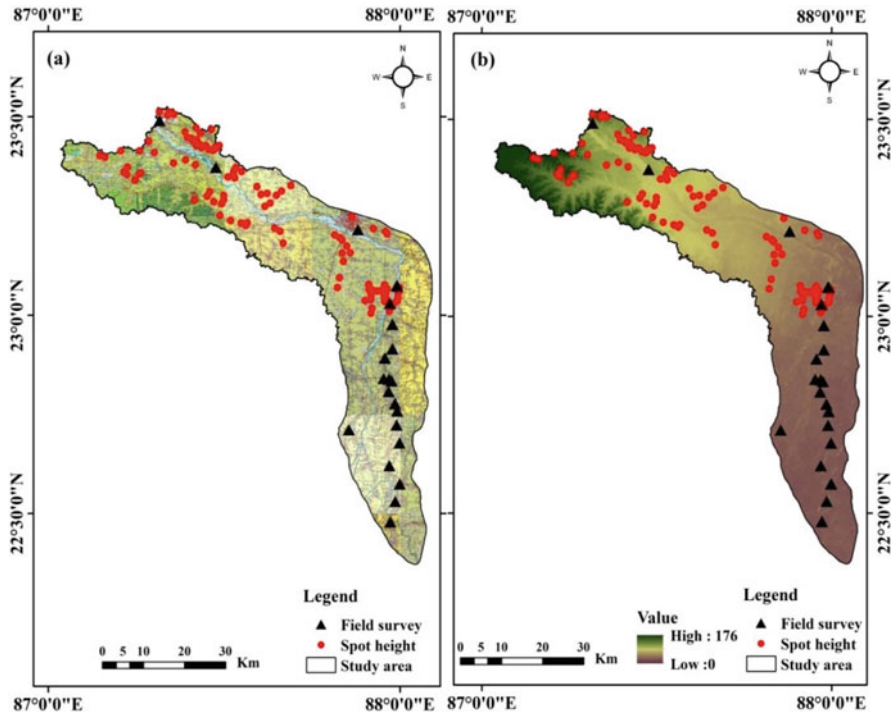 87°0'0"E 88°0'0"E
(a)
N
W E
S
23°30'0"N
23°0'0"N
22°30'0"N
Legend
Field survey
Spot height
Study area
0 5 10 20 30
Km
87°0'0"E 88°0'0"E
87°0'0"E 88°0'0"E
(b)
N
W E
S
23°30'0"N
23°0'0"N
22°30'0"N
Legend
Value
High : 176
Low :0
Field survey
Spot height
Study area
0 5 10 20 30
Km
87°0'0"E 88°0'0"E